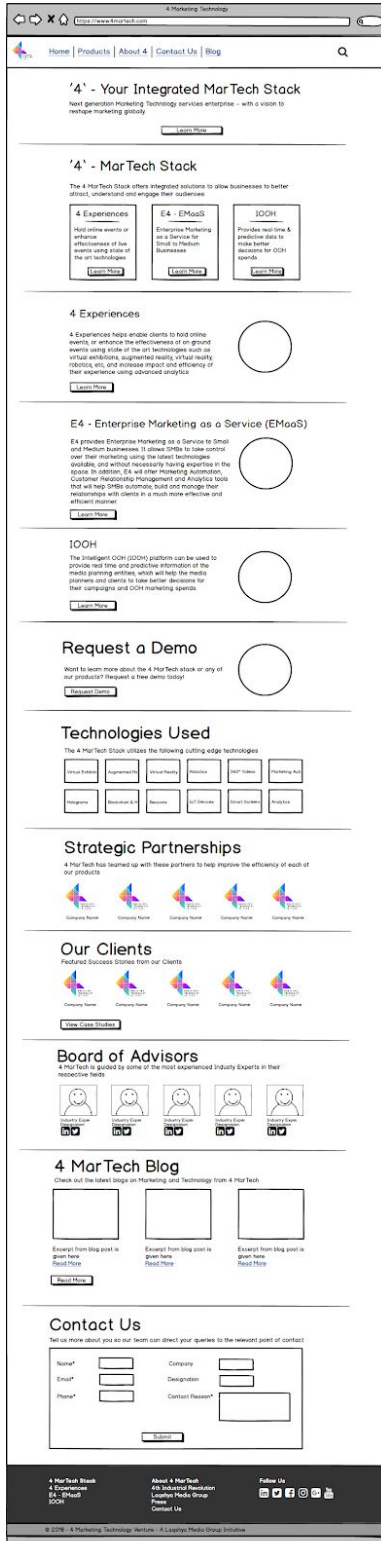 4 Marketing Technology
https://www.4martech.com
Home | Products | About 4 | Contact Us | Blog
'4' - Your Integrated MarTech Stack
Next generation Marketing Technology services enterprise – with a vision to
reshape marketing globally
Learn More
'4' - MarTech Stack
The 4 MarTech Stack offers integrated solutions to allow businesses to better
attract, understand and engage their audiences.
4 Experiences
Hold online events or
enhance
effectiveness of live
events using state of
the art technologies
Learn More
E4 - EMaaS
Enterprise Marketing
as a Service for
Small to Medium
Businesses
Learn More
IOOH
Provides real-time &
predictive data to
make better
decisions for OOH
spends
Learn More
4 Experiences
4 Experiences helps enable clients to hold online
events, or enhance the effectiveness of on ground
events using state of the art technologies such as
virtual exhibitions, augmented reality, virtual reality,
robotics, etc, and increase impact and efficiency of
their experience using advanced analytics
Learn More
E4 - Enterprise Marketing as a Service (EMaaS)
E4 provides Enterprise Marketing as a Service to Small
and Medium businesses. It allows SMBs to take control
over their marketing using the latest technologies
available, and without necessarily having expertise in the
space. In addition, E4 will offer Marketing Automation,
Customer Relationship Management and Analytics tools
that will help SMBs automate, build and manage their
relationships with clients in a much more effective and
efficient manner
Learn More
IOOH
The Intelligent OOH (IOOH) platform can be used to
provide real time and predictive information of the
media planning entities, which will help the media
planners and clients to take better decisions for
their campaigns and OOH marketing spends.
Learn More
Request a Demo
Want to learn more about the 4 MarTech stack or any of
our products? Request a free demo today!
Request Demo
Technologies Used
The 4 MarTech Stack utilizes the following cutting edge technologies
Virtual Exhibit
Augmented Re
Virtual Reality
Robotics
360° Videos
Marketing Aut
Holograms
Blockchain & H
Beacons
IoT Devices
Smart Screens
Analytics
Strategic Partnerships
4 MarTech has teamed up with these partners to help improve the efficiency of each of
our products
Company Name
Company Name
Company Name
Company Name
Company Name
Our Clients
Featured Success Stories from our Clients
Company Name
Company Name
Company Name
Company Name
Company Name
View Case Studies
Board of Advisors
4 MarTech is guided by some of the most experienced Industy Experts in their
respective fields
Industry Exper
Designation
Industry Exper
Designation
Industry Exper
Designation
Industry Exper
Designation
Industry Exper
Designation
4 MarTech Blog
Check out the latest blogs on Marketing and Technology from 4 MarTech
Excerpt from blog post is
given here
Read More
Excerpt from blog post is
given here
Read More
Excerpt from blog post is
given here
Read More
Read More
Contact Us
Tell us more about you so our team can direct your queries to the relevant point of contact
Name*
Company
Email*
Designation
Phone*
Contact Reason*
Submit
4 MarTech Stack
4 Experiences
E4 - EMaaS
IOOH
About 4 MarTech
4th Industrial Revolution
Laqshya Media Group
Press
Contact Us
Follow Us
© 2018 - 4 Marketing Technology Venture - A Laqshya Media Group Initiative